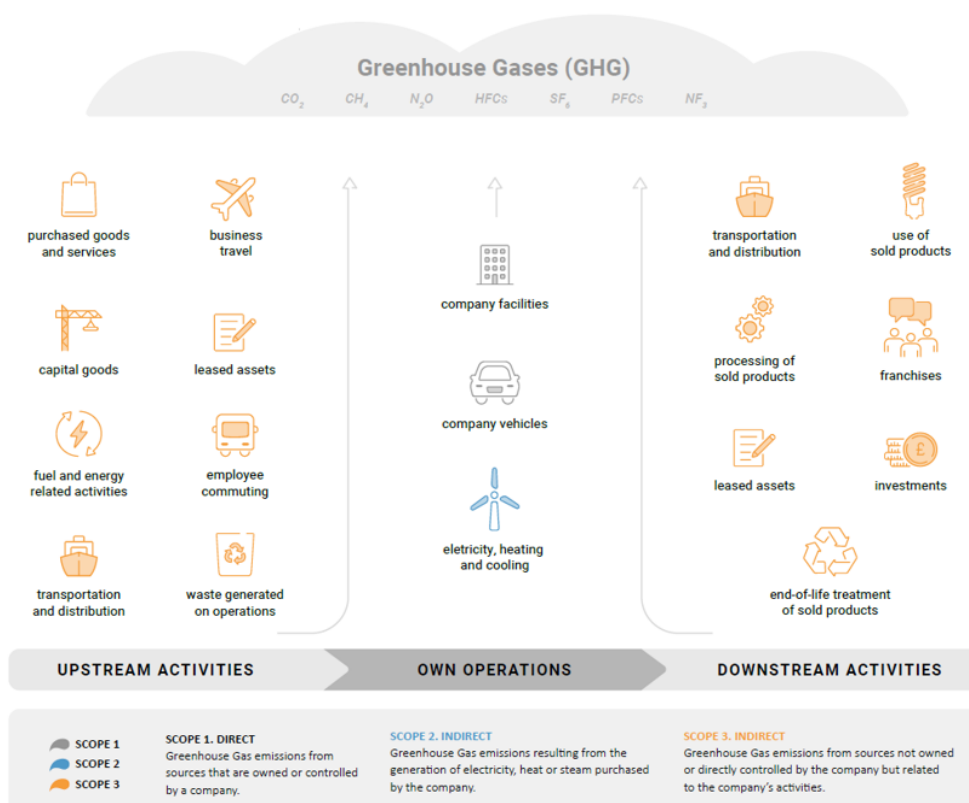 Greenhouse Gases (GHG)
CO2 CH4 N2O HFCs SF6 PFCs NF3
purchased goods
and services
business
travel
capital goods
leased assets
fuel and energy
related activities
employee
commuting
transportation
and distribution
waste generated
on operations
company facilities
company vehicles
eletricity, heating
and cooling
transportation
and distribution
use of
sold products
processing of
sold products
franchises
leased assets
£
investments
end-of-life treatment
of sold products
UPSTREAM ACTIVITIES
OWN OPERATIONS
DOWNSTREAM ACTIVITIES
SCOPE 1
SCOPE 2
SCOPE 3
SCOPE 1. DIRECT
Greenhouse Gas emissions from
sources that are owned or controlled
by a company.
SCOPE 2. INDIRECT
Greenhouse Gas emissions resulting from the
generation of electricity, heat or steam purchased
by the company.
SCOPE 3. INDIRECT
Greenhouse Gas emissions from sources not owned
or directly controlled by the company but related
to the company's activities.